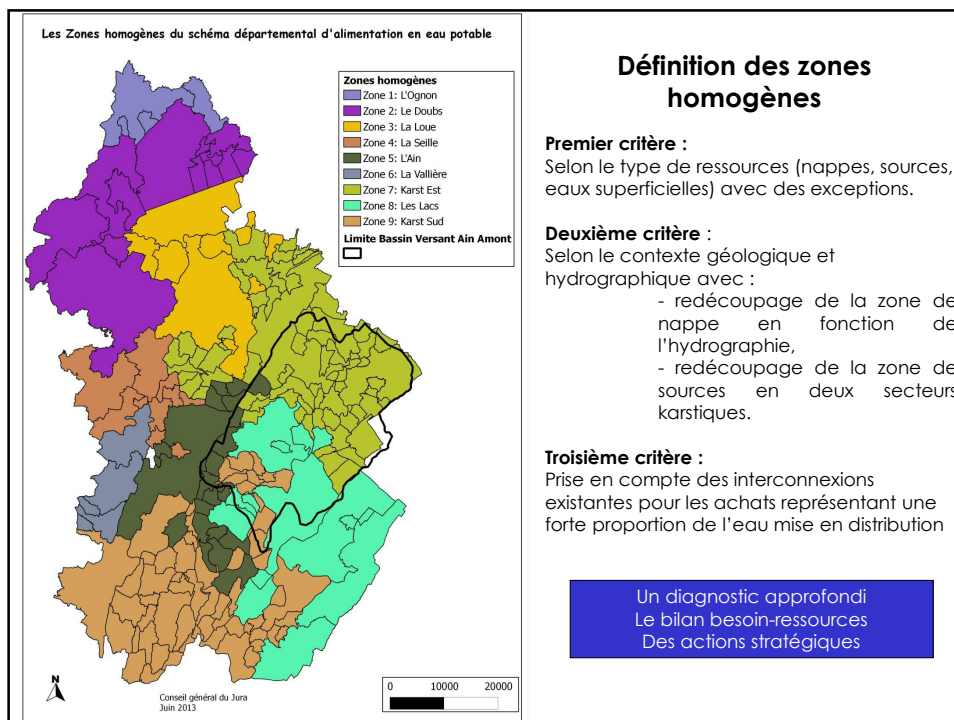 Les Zones homogènes du schéma départemental d'alimentation en eau potable
Zones homogènes
Zone 1: L'Ognon
Zone 2: Le Doubs
Zone 3: La Loue
Zone 4: La Seille
Zone 5: L'Ain
Zone 6: La Vallière
Zone 7: Karst Est
Zone 8: Les Lacs
Zone 9: Karst Sud
Limite Bassin Versant Ain Amont
N
Conseil général du Jura
Juin 2013
0 10000 20000
Définition des zones
homogènes
Premier critère :
Selon le type de ressources (nappes, sources,
eaux superficielles) avec des exceptions.
Deuxième critère :
Selon le contexte géologique et
hydrographique avec :
- redécoupage de la zone de
nappe en fonction de
l'hydrographie,
- redécoupage de la zone de
sources en deux secteurs
karstiques.
Troisième critère :
Prise en compte des interconnexions
existantes pour les achats représentant une
forte proportion de l'eau mise en distribution
Un diagnostic approfondi
Le bilan besoin-ressources
Des actions stratégiques